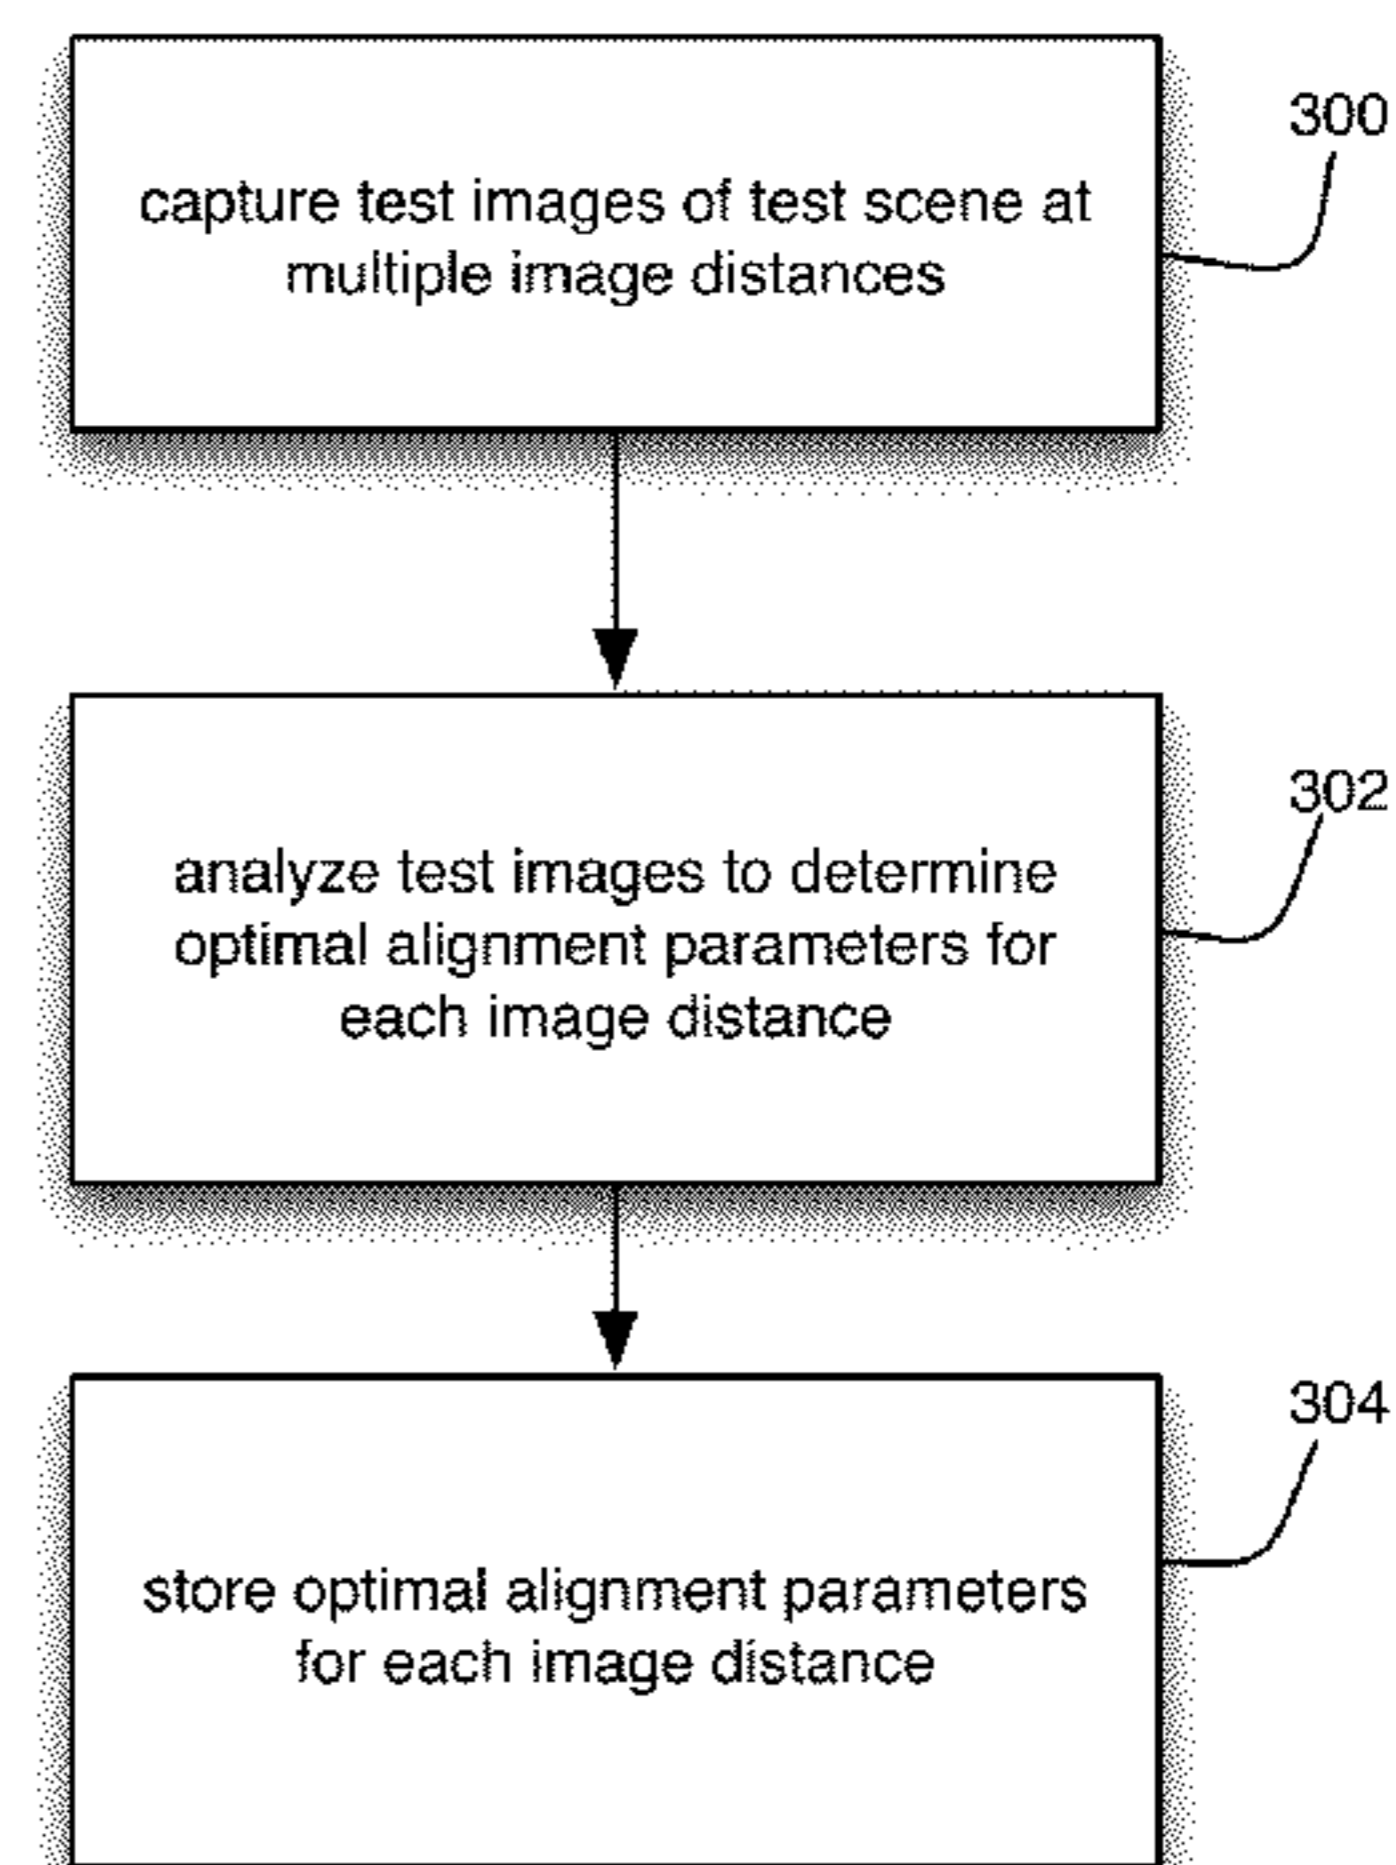 300
capture test images of test scene at
multiple image distances
302
analyze test images to determine
optimal alignment parameters for
each image distance
304
store optimal alignment parameters
for each image distance